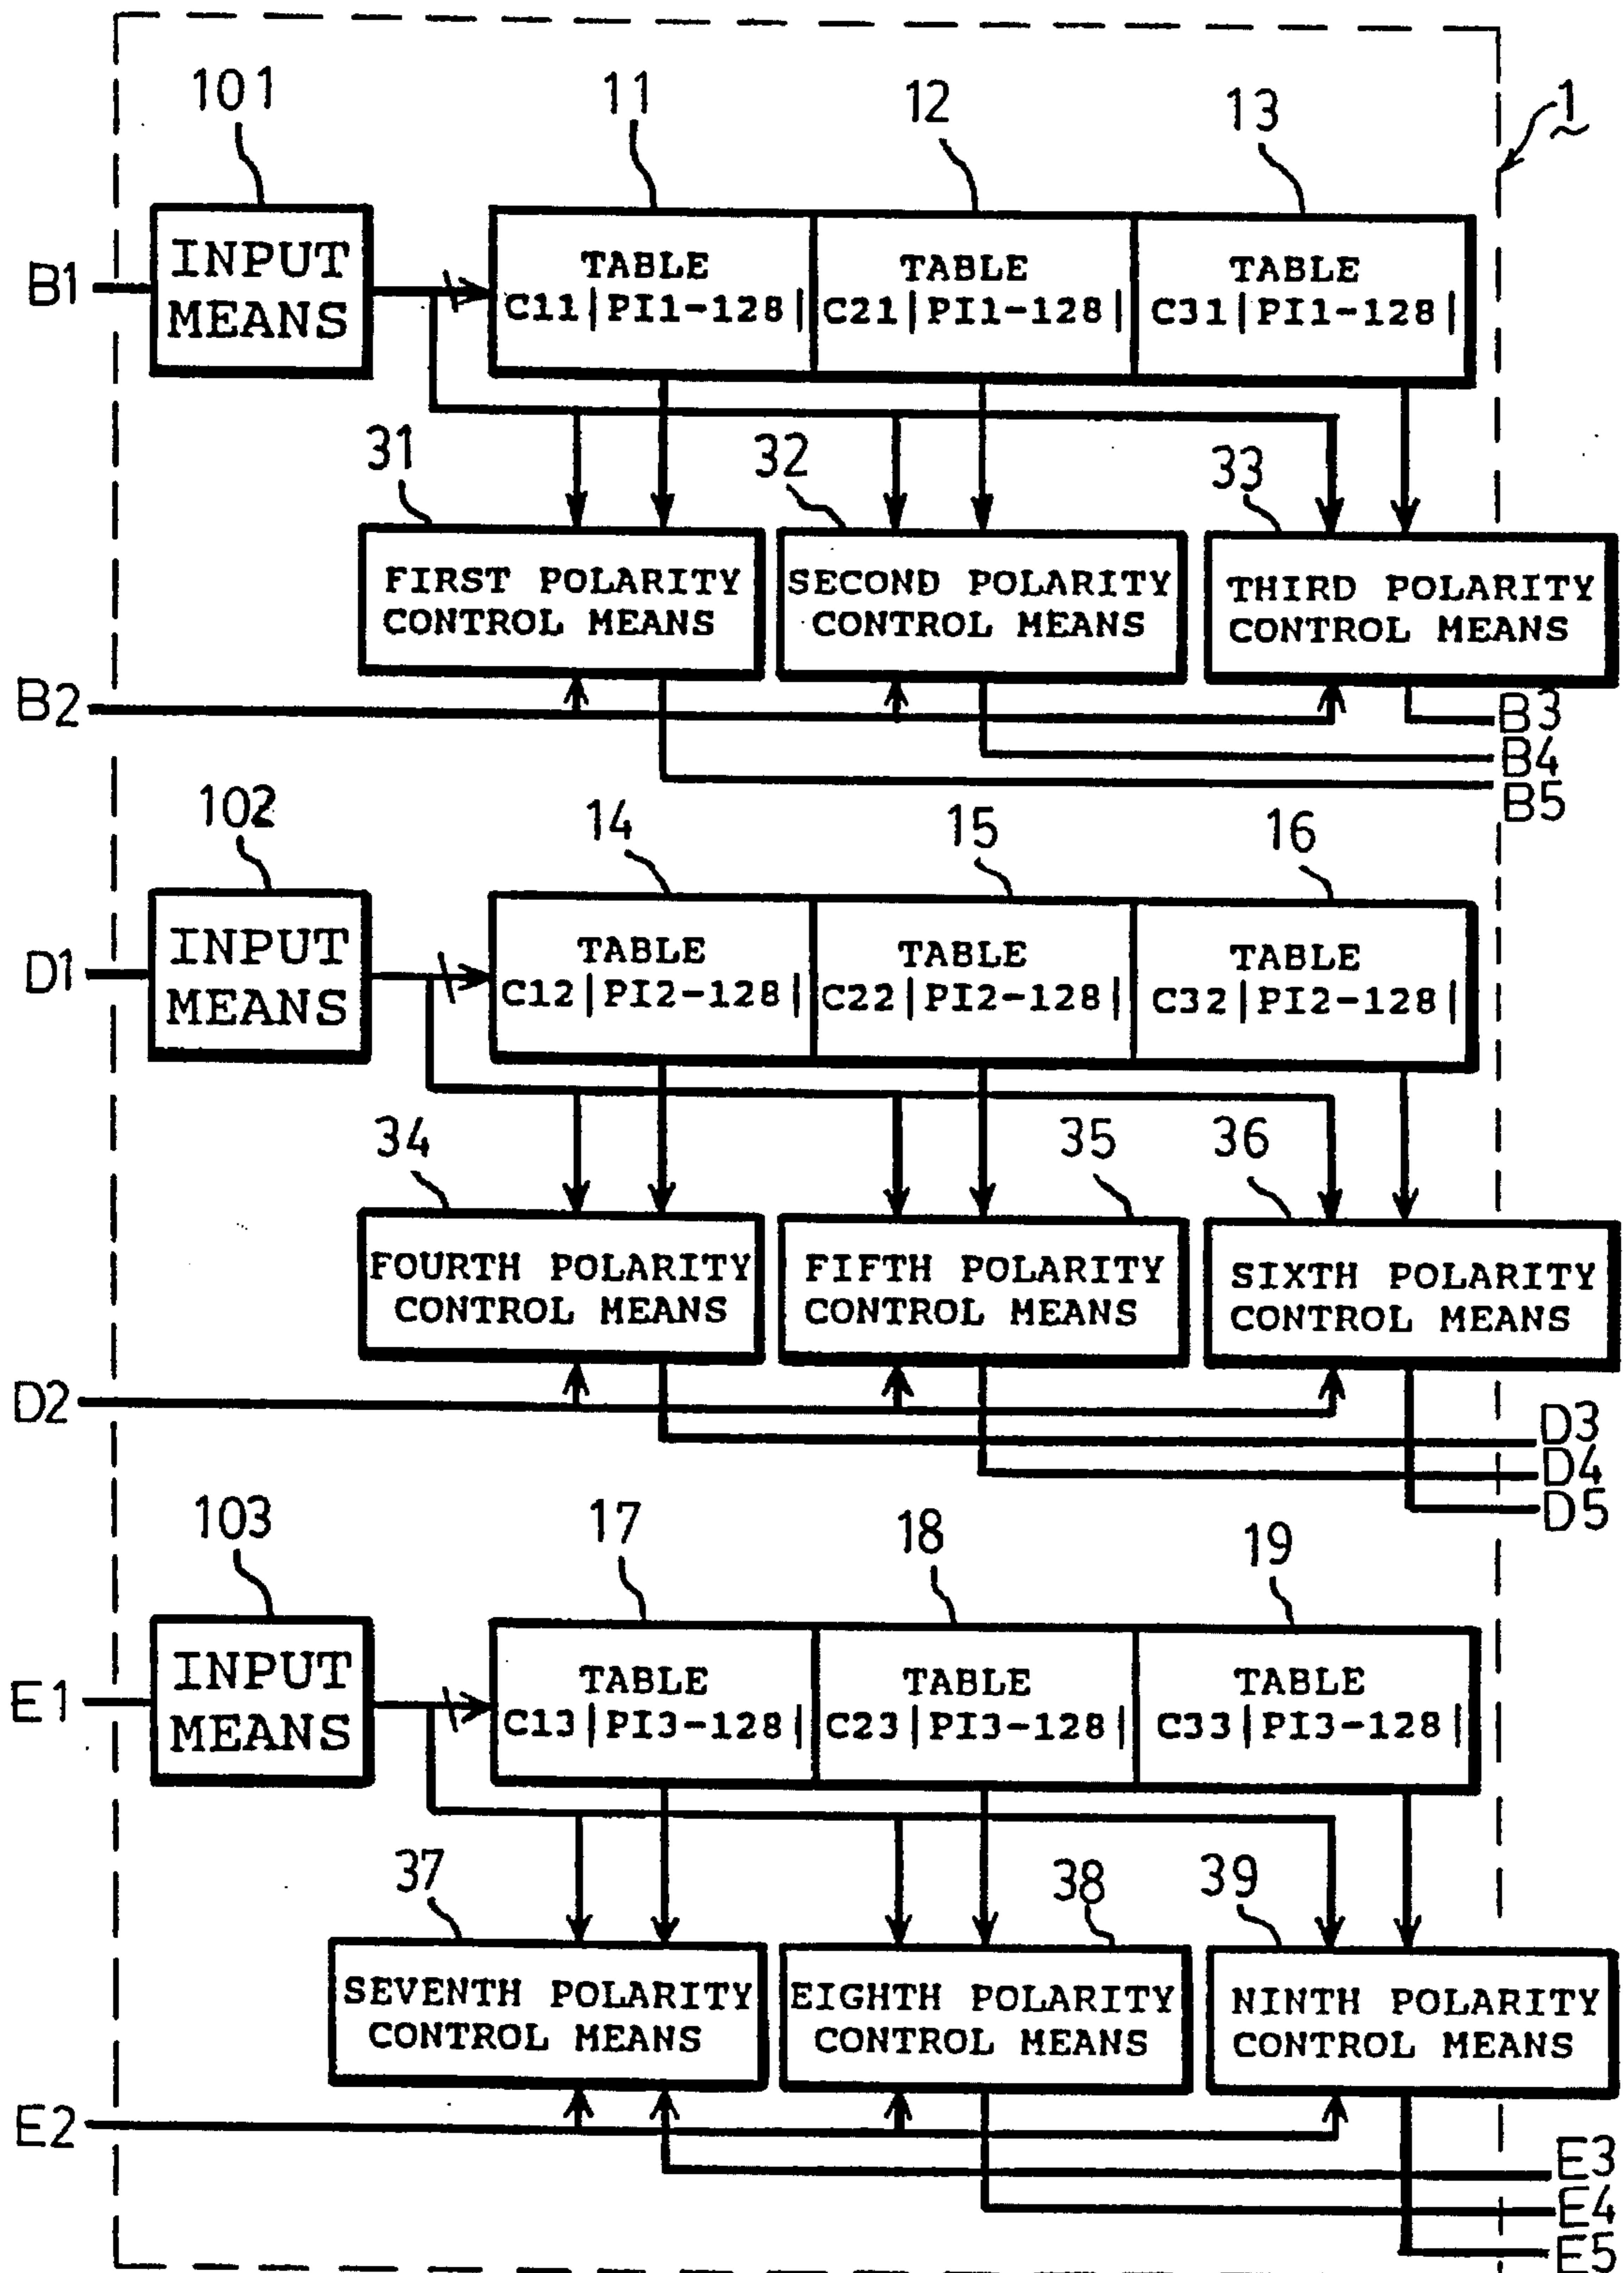 101
11
12
13
1
B1
INPUT
MEANS
TABLE
C11|PI1-128|
TABLE
C21|PI1-128|
TABLE
C31|PI1-128|
31
32
33
FIRST POLARITY
CONTROL MEANS
SECOND POLARITY
CONTROL MEANS
THIRD POLARITY
CONTROL MEANS
B2
B3
B4
B5
102
14
15
16
D1
INPUT
MEANS
TABLE
C12|PI2-128|
TABLE
C22|PI2-128|
TABLE
C32|PI2-128|
34
35
36
FOURTH POLARITY
CONTROL MEANS
FIFTH POLARITY
CONTROL MEANS
SIXTH POLARITY
CONTROL MEANS
D2
D3
D4
D5
103
17
18
19
E1
INPUT
MEANS
TABLE
C13|PI3-128|
TABLE
C23|PI3-128|
TABLE
C33|PI3-128|
37
38
39
SEVENTH POLARITY
CONTROL MEANS
EIGHTH POLARITY
CONTROL MEANS
NINTH POLARITY
CONTROL MEANS
E2
E3
E4
E5